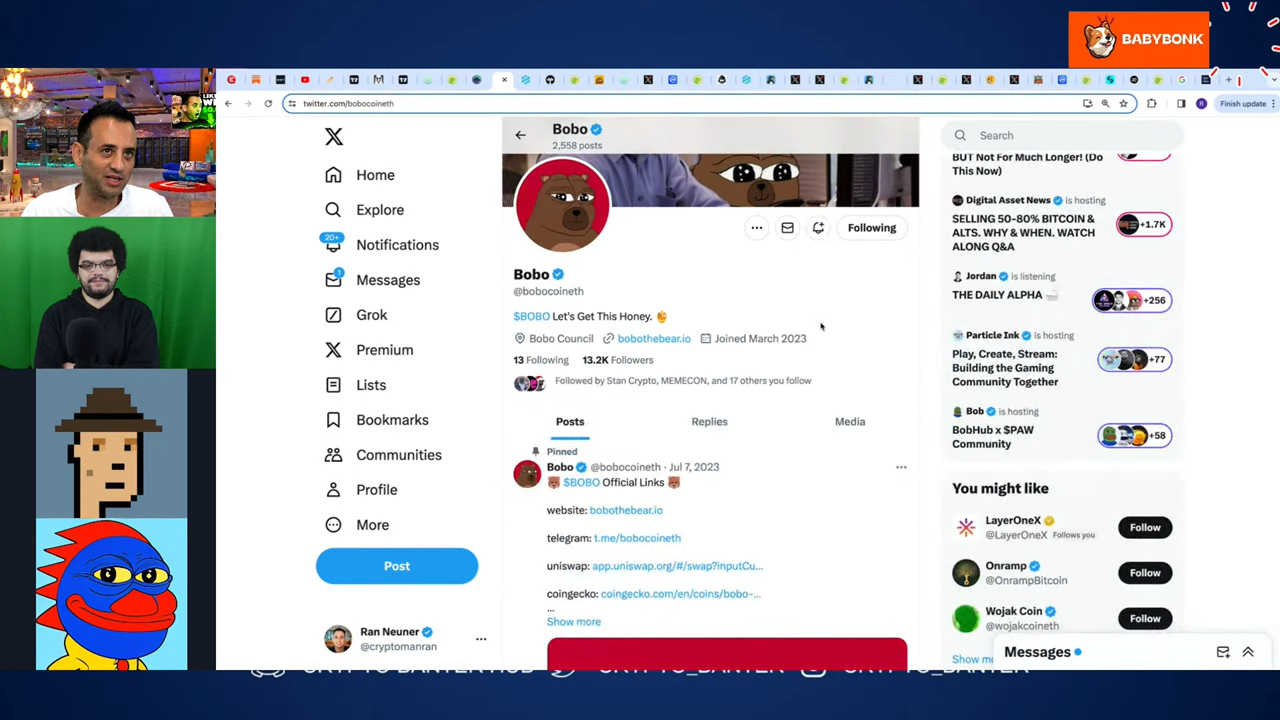 BABYBONK
twitter.com/bobocoineth
Finish update
Bobo
2,558 posts
Home
Explore
20+
Notifications
1
Messages
Grok
Premium
Lists
Bookmarks
Communities
Profile
More
Post
Ran Neuner
@cryptomanran
Following
Bobo
@bobocoineth
$BOBO Let's Get This Honey.
Bobo Council bobothebear.io Joined March 2023
13 Following 13.2K Followers
Followed by Stan Crypto, MEMECON, and 17 others you follow
Posts Replies Media
Pinned
Bobo @bobocoineth · Jul 7, 2023
$BOBO Official Links
website: bobothebear.io
telegram: t.me/bobocoineth
uniswap: app.uniswap.org/#/swap?inputCu...
coingecko: coingecko.com/en/coins/bobo-...
...
Show more
Search
BUT Not For Much Longer! (Do
This Now)
Digital Asset News is hosting
SELLING 50-80% BITCOIN &
ALTS. WHY & WHEN. WATCH
ALONG Q&A
+1.7K
Jordan is listening
THE DAILY ALPHA
+256
Particle Ink is hosting
Play, Create, Stream:
Building the Gaming
Community Together
+77
Bob is hosting
BobHub x $PAW
Community
+58
You might like
LayerOneX
@LayerOneX Follows you
Follow
Onramp
@OnrampBitcoin
Follow
Wojak Coin
@wojakcoineth
Follow
Messages
CRYPTO BANTER HUB CRYPTO_BANTER CRYPTO_BANTER